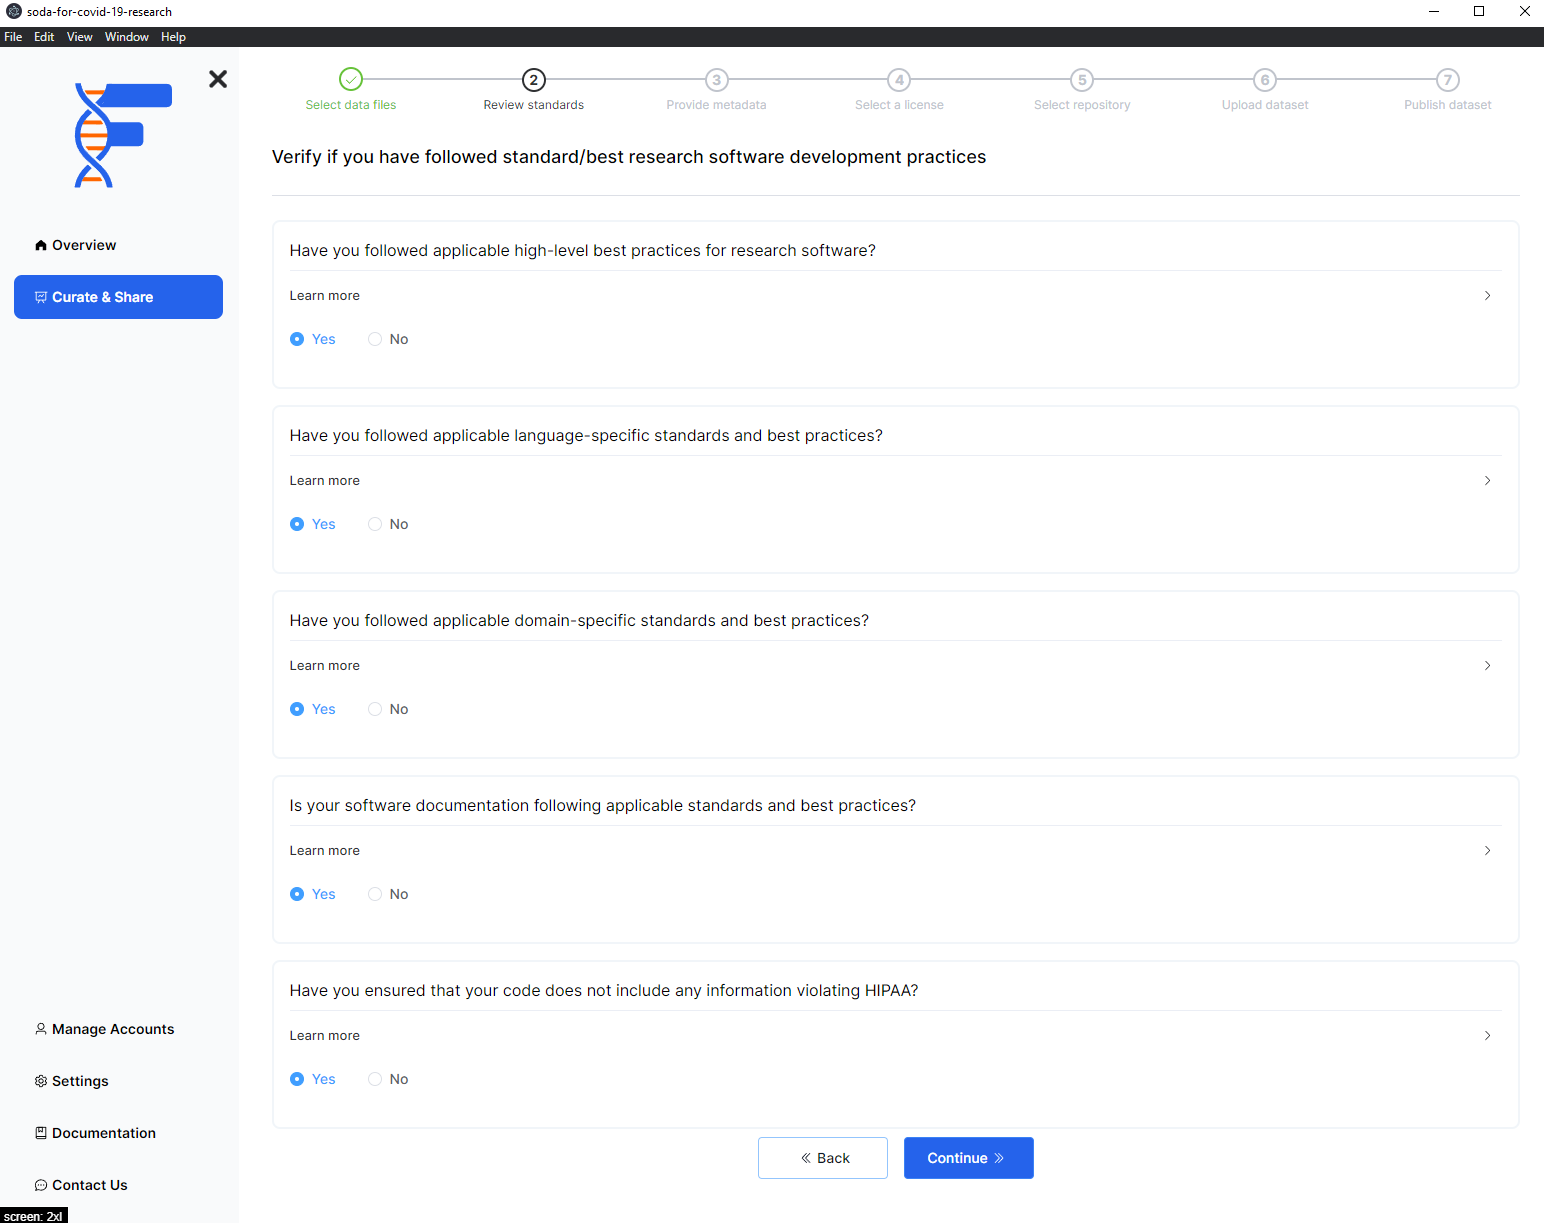 soda-for-covid-19-research
File Edit View Window Help
2 3 4 5 6 7
Select data files Review standards Provide metadata Select a license Select repository Upload dataset Publish dataset
Verify if you have followed standard/best research software development practices
Overview
Curate & Share
Have you followed applicable high-level best practices for research software?
Learn more
Yes No
Have you followed applicable language-specific standards and best practices?
Learn more
Yes No
Have you followed applicable domain-specific standards and best practices?
Learn more
Yes No
Is your software documentation following applicable standards and best practices?
Learn more
Yes No
Have you ensured that your code does not include any information violating HIPAA?
Learn more
Yes No
Manage Accounts
Settings
Documentation
Contact Us
Back Continue
screen: 2xl